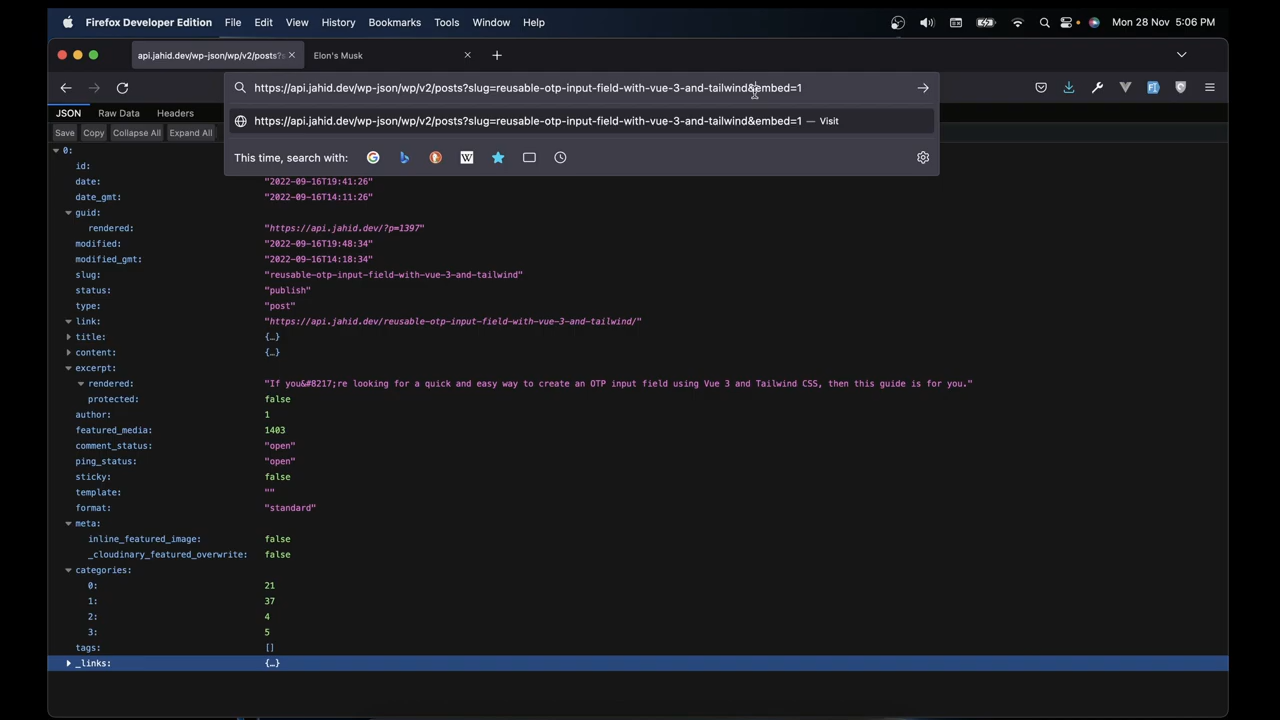 Firefox Developer Edition File Edit View History Bookmarks Tools Window Help Mon 28 Nov 5:06 PM
api.jahid.dev/wp-json/wp/v2/posts?s Elon's Musk
https://api.jahid.dev/wp-json/wp/v2/posts?slug=reusable-otp-input-field-with-vue-3-and-tailwind&embed=1
JSON Raw Data Headers
https://api.jahid.dev/wp-json/wp/v2/posts?slug=reusable-otp-input-field-with-vue-3-and-tailwind&embed=1 — Visit
Save Copy Collapse All Expand All
This time, search with: G W
0:
id:
date: "2022-09-16T19:41:26"
date_gmt: "2022-09-16T14:11:26"
guid:
rendered: "https://api.jahid.dev/?p=1397"
modified: "2022-09-16T19:48:34"
modified_gmt: "2022-09-16T14:18:34"
slug: "reusable-otp-input-field-with-vue-3-and-tailwind"
status: "publish"
type: "post"
link: "https://api.jahid.dev/reusable-otp-input-field-with-vue-3-and-tailwind/"
title: {…}
content: {…}
excerpt:
rendered: "If you&#8217;re looking for a quick and easy way to create an OTP input field using Vue 3 and Tailwind CSS, then this guide is for you."
protected: false
author: 1
featured_media: 1403
comment_status: "open"
ping_status: "open"
sticky: false
template: ""
format: "standard"
meta:
inline_featured_image: false
_cloudinary_featured_overwrite: false
categories:
0: 21
1: 37
2: 4
3: 5
tags: []
_links: {…}